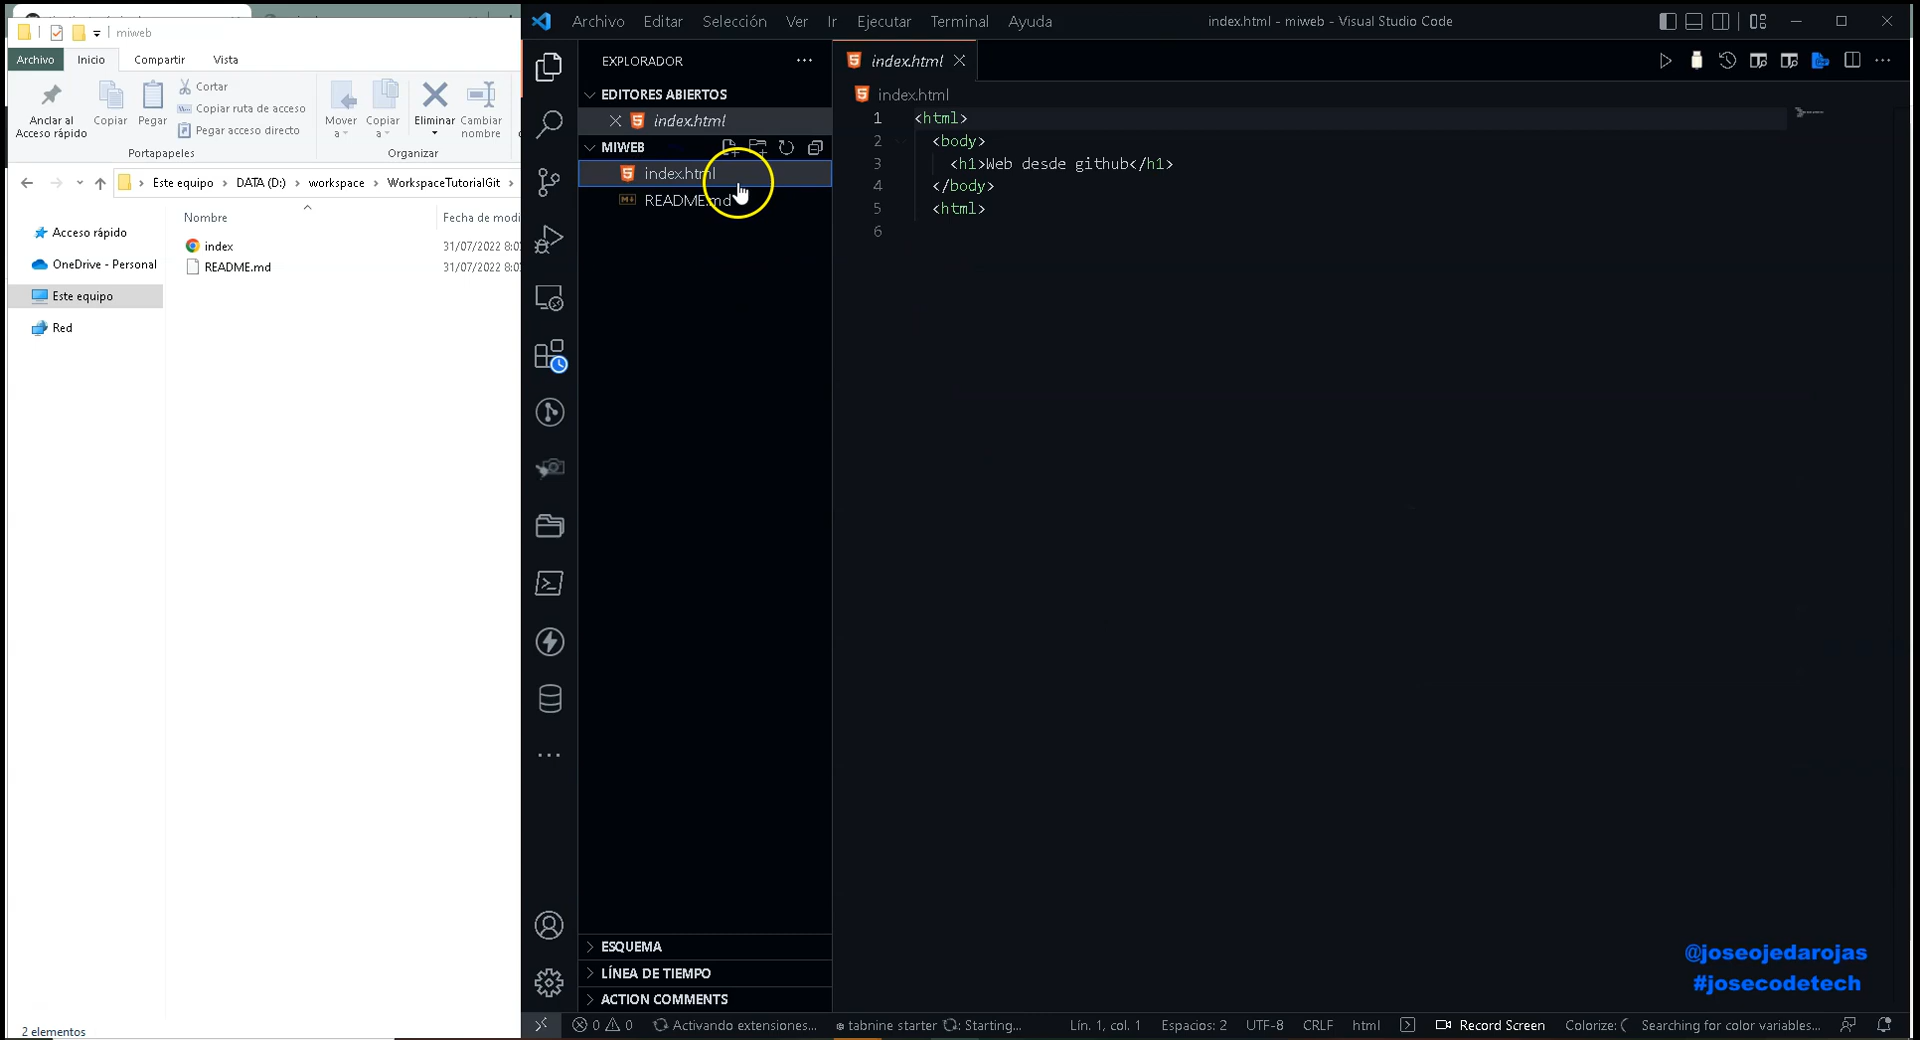 miweb
Archivo
Inicio
Compartir
Vista
Anclar al
Acceso rápido
Copiar
Pegar
Cortar
Copiar ruta de acceso
Pegar acceso directo
Portapapeles
Mover
a
Copiar
a
Eliminar
Cambiar
nombre
Organizar
Este equipo
DATA (D:)
workspace
WorkspaceTutorialGit
Nombre
Fecha de modi
Acceso rápido
OneDrive - Personal
Este equipo
Red
index
31/07/2022 8:0
README.md
31/07/2022 8:0
2 elementos
Archivo
Editar
Selección
Ver
Ir
Ejecutar
Terminal
Ayuda
index.html - miweb - Visual Studio Code
EXPLORADOR
EDITORES ABIERTOS
index.html
MIWEB
index.html
README.md
ESQUEMA
LÍNEA DE TIEMPO
ACTION COMMENTS
index.html
index.html
1 <html>
2 <body>
3 <h1>Web desde github</h1>
4 </body>
5 <html>
6
@joseojedarojas
#josecodetech
0 0
Activando extensiones...
tabnine starter
: Starting...
Lín. 1, col. 1
Espacios: 2
UTF-8
CRLF
html
Record Screen
Colorize:
Searching for color variables...